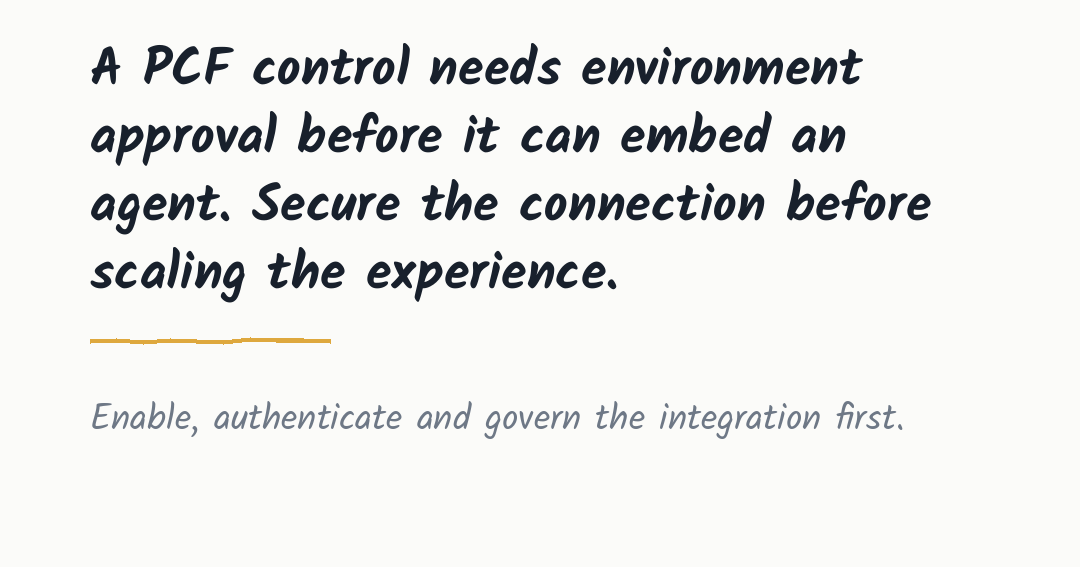 A PCF control needs environment
approval before it can embed an
agent. Secure the connection before
scaling the experience.
Enable, authenticate and govern the integration first.